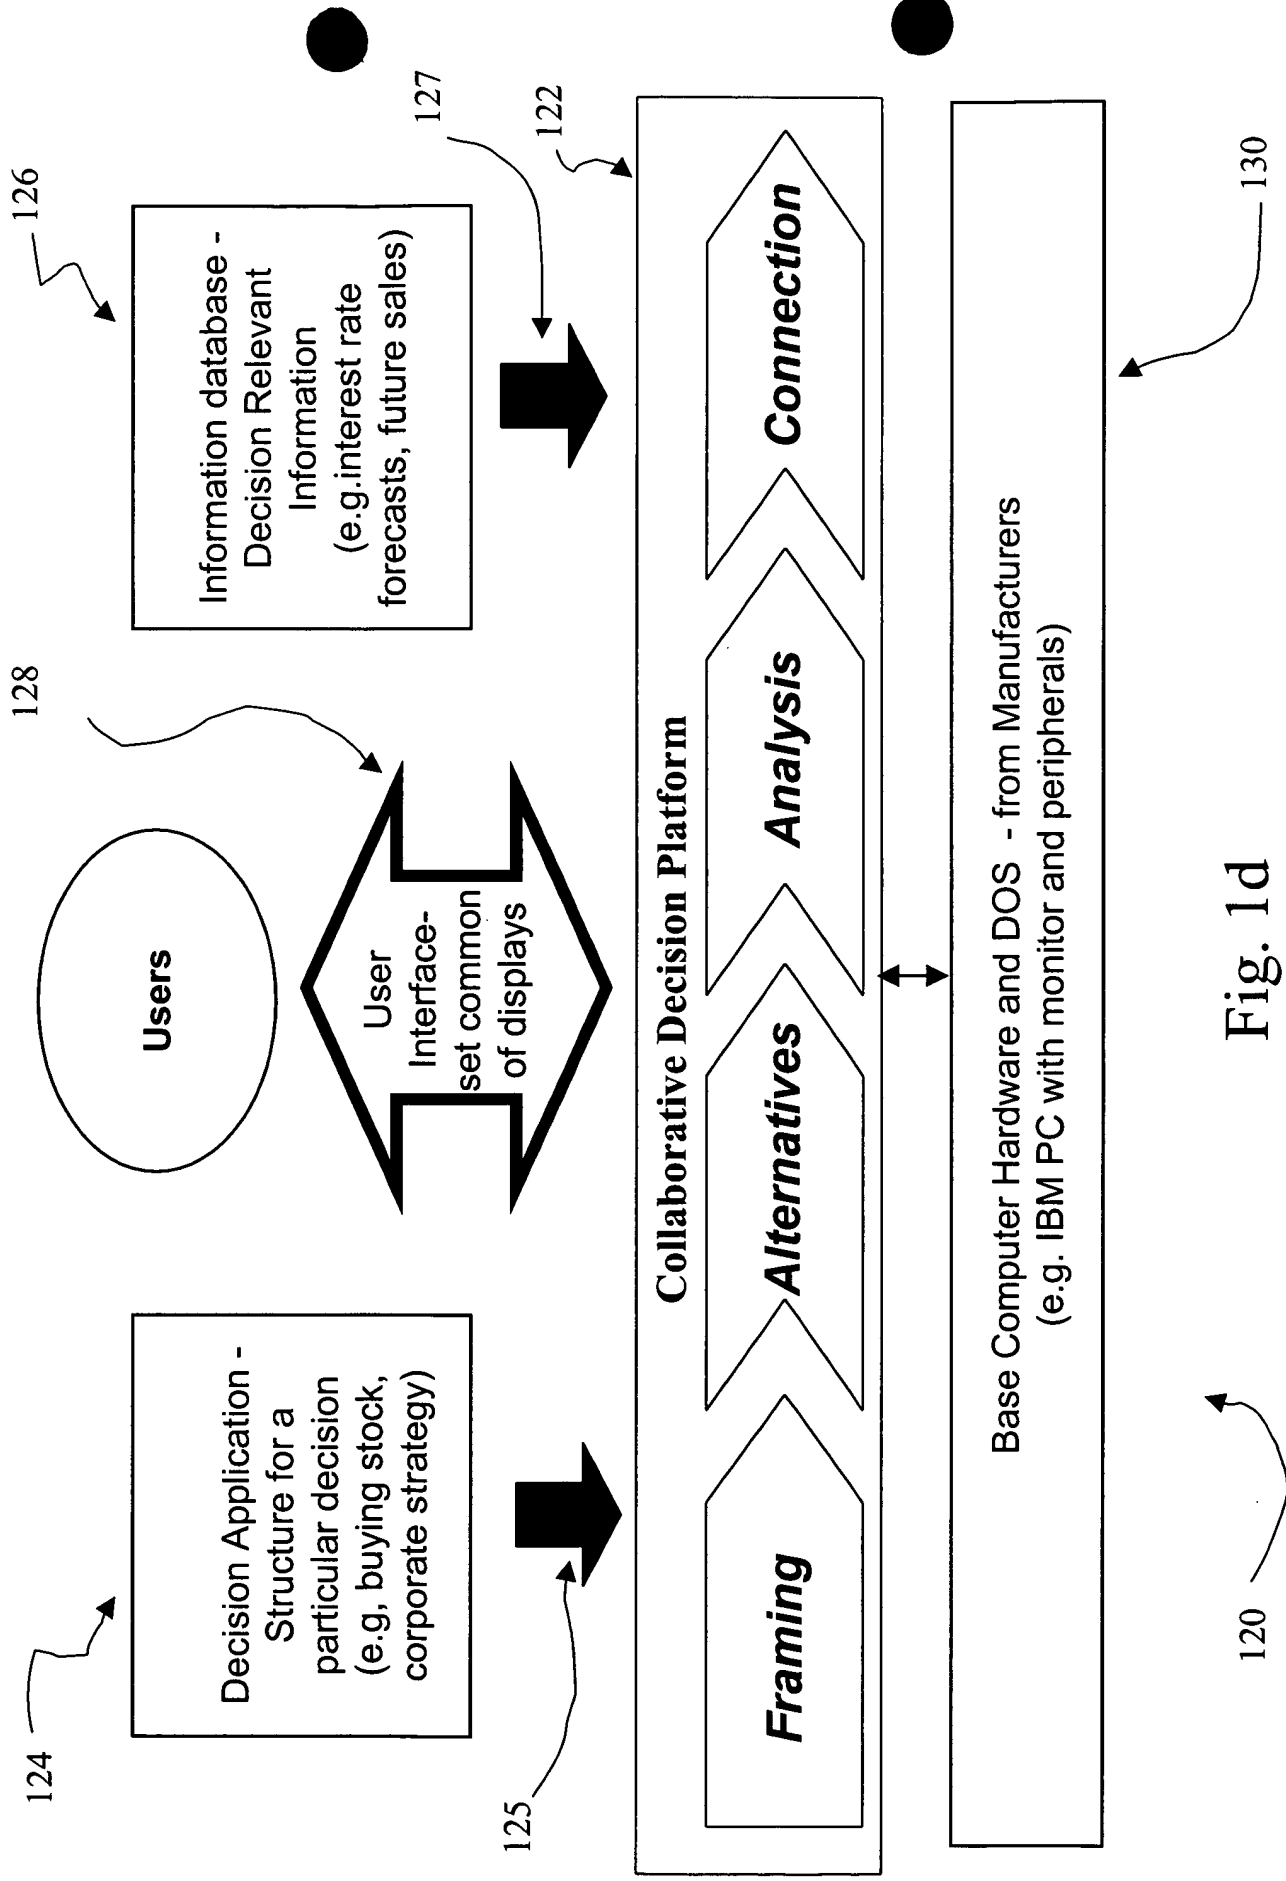 124
Decision Application -
Structure for a
particular decision
(e.g, buying stock,
corporate strategy)
125
Users
128
User
Interface-
set common
of displays
126
Information database -
Decision Relevant
Information
(e.g.interest rate
forecasts, future sales)
127
122
Collaborative Decision Platform
Framing
Alternatives
Analysis
Connection
Base Computer Hardware and DOS - from Manufacturers
(e.g. IBM PC with monitor and peripherals)
130
120
Fig. 1d